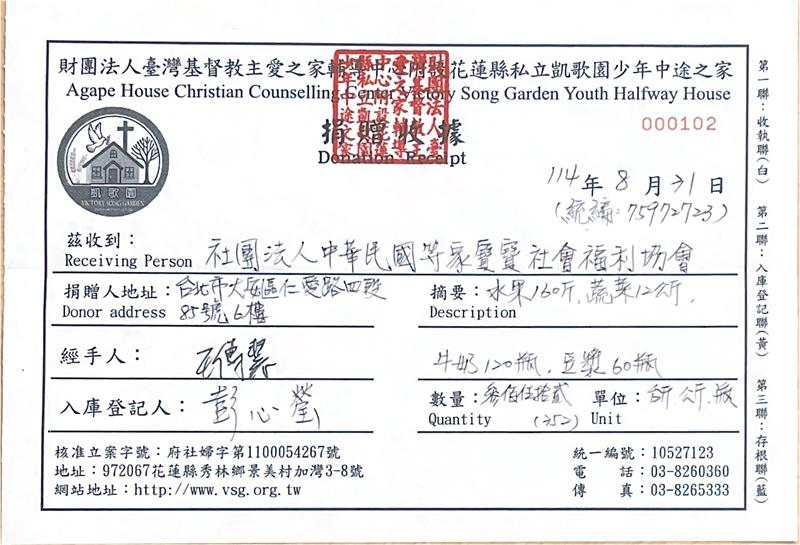 財團法人臺灣基督教主愛之家輔導中心附設花蓮縣私立凱歌園少年中途之家
Agape House Christian Counselling Center Victory Song Garden Youth Halfway House
捐贈收據
Donation Receipt
000102
凱歌園
VICTORY SONG GARDEN
114年8月31日
(統編:75972723)
茲收到:
Receiving Person 社團法人中華民國等家寶寶社會福利協會
捐贈人地址:台北市大安區仁愛路四段
Donor address 85號6樓
摘要:水果160斤,蔬菜12公斤,
Description
牛奶120瓶,豆漿60瓶
經手人:
入庫登記人:彭心瑩
數量:參佰伍拾貳 單位:台斤.公斤.瓶
Quantity (352) Unit
核准立案字號:府社婦字第1100054267號
地址:972067花蓮縣秀林鄉景美村加灣3-8號
網站地址:http://www.vsg.org.tw
統一編號:10527123
電 話:03-8260360
傳 真:03-8265333
第一聯:收執聯(白) 第二聯:入庫登記聯(黃) 第三聯:存根聯(藍)